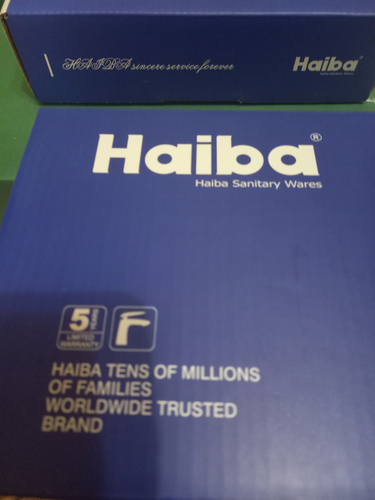 HAIBA sincere service forever
Haiba
Haiba®
Haiba Sanitary Wares
5 YEARS
LIMITED
WARRANTY
HAIBA TENS OF MILLIONS
OF FAMILIES
WORLDWIDE TRUSTED
BRAND